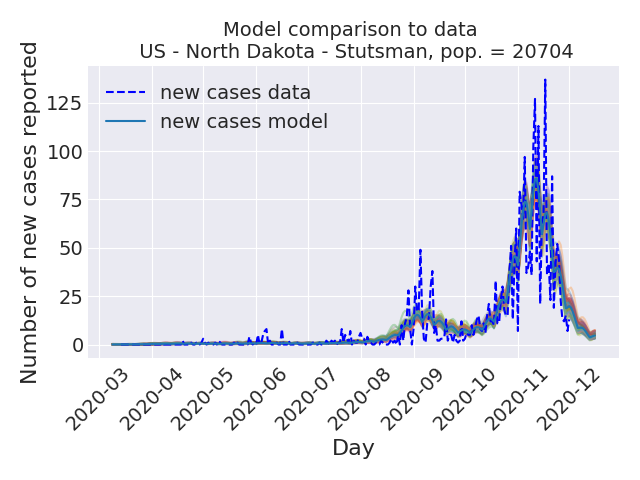 Model comparison to data
US - North Dakota - Stutsman, pop. = 20704
Number of new cases reported
125
100
75
50
25
0
new cases data
new cases model
2020-03
2020-04
2020-05
2020-06
2020-07
2020-08
2020-09
2020-10
2020-11
2020-12
Day